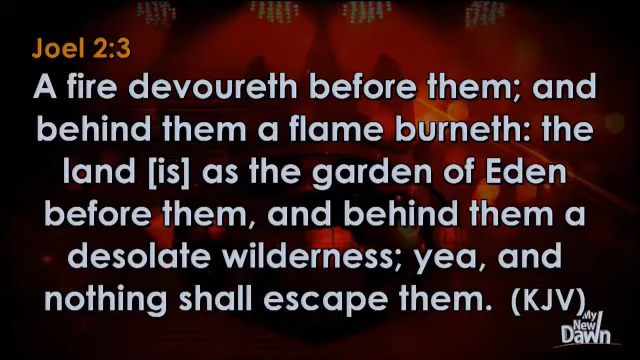 Joel 2:3
A fire devoureth before them; and
behind them a flame burneth: the
land [is] as the garden of Eden
before them, and behind them a
desolate wilderness; yea, and
nothing shall escape them. (KJV)
My
New
Dawn